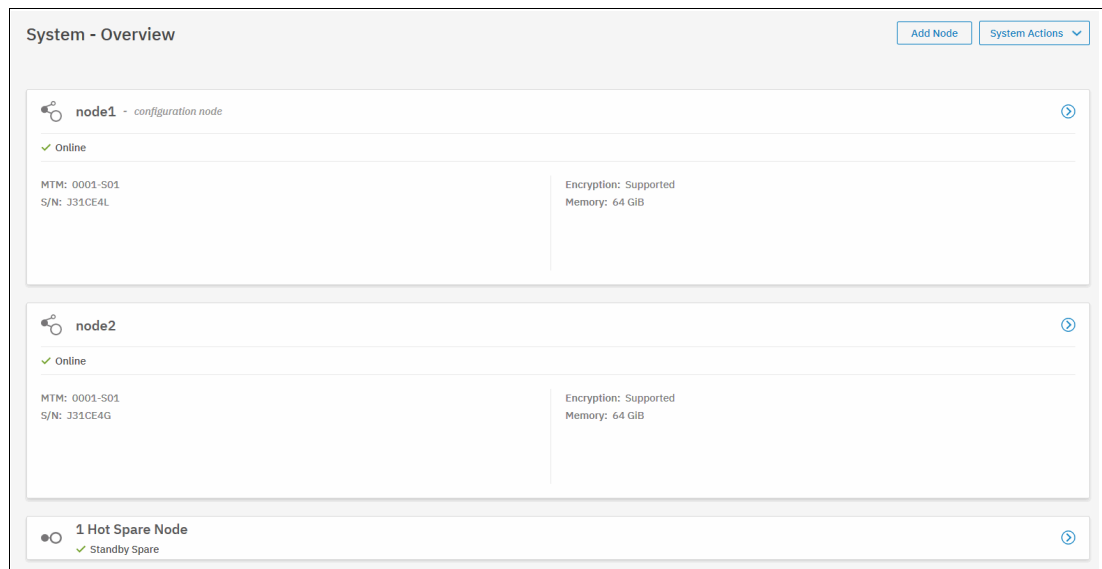 System - Overview
Add Node
System Actions
node1 - configuration node
Online
MTM: 0001-S01
S/N: J31CE4L
Encryption: Supported
Memory: 64 GiB
node2
Online
MTM: 0001-S01
S/N: J31CE4G
Encryption: Supported
Memory: 64 GiB
1 Hot Spare Node
Standby Spare